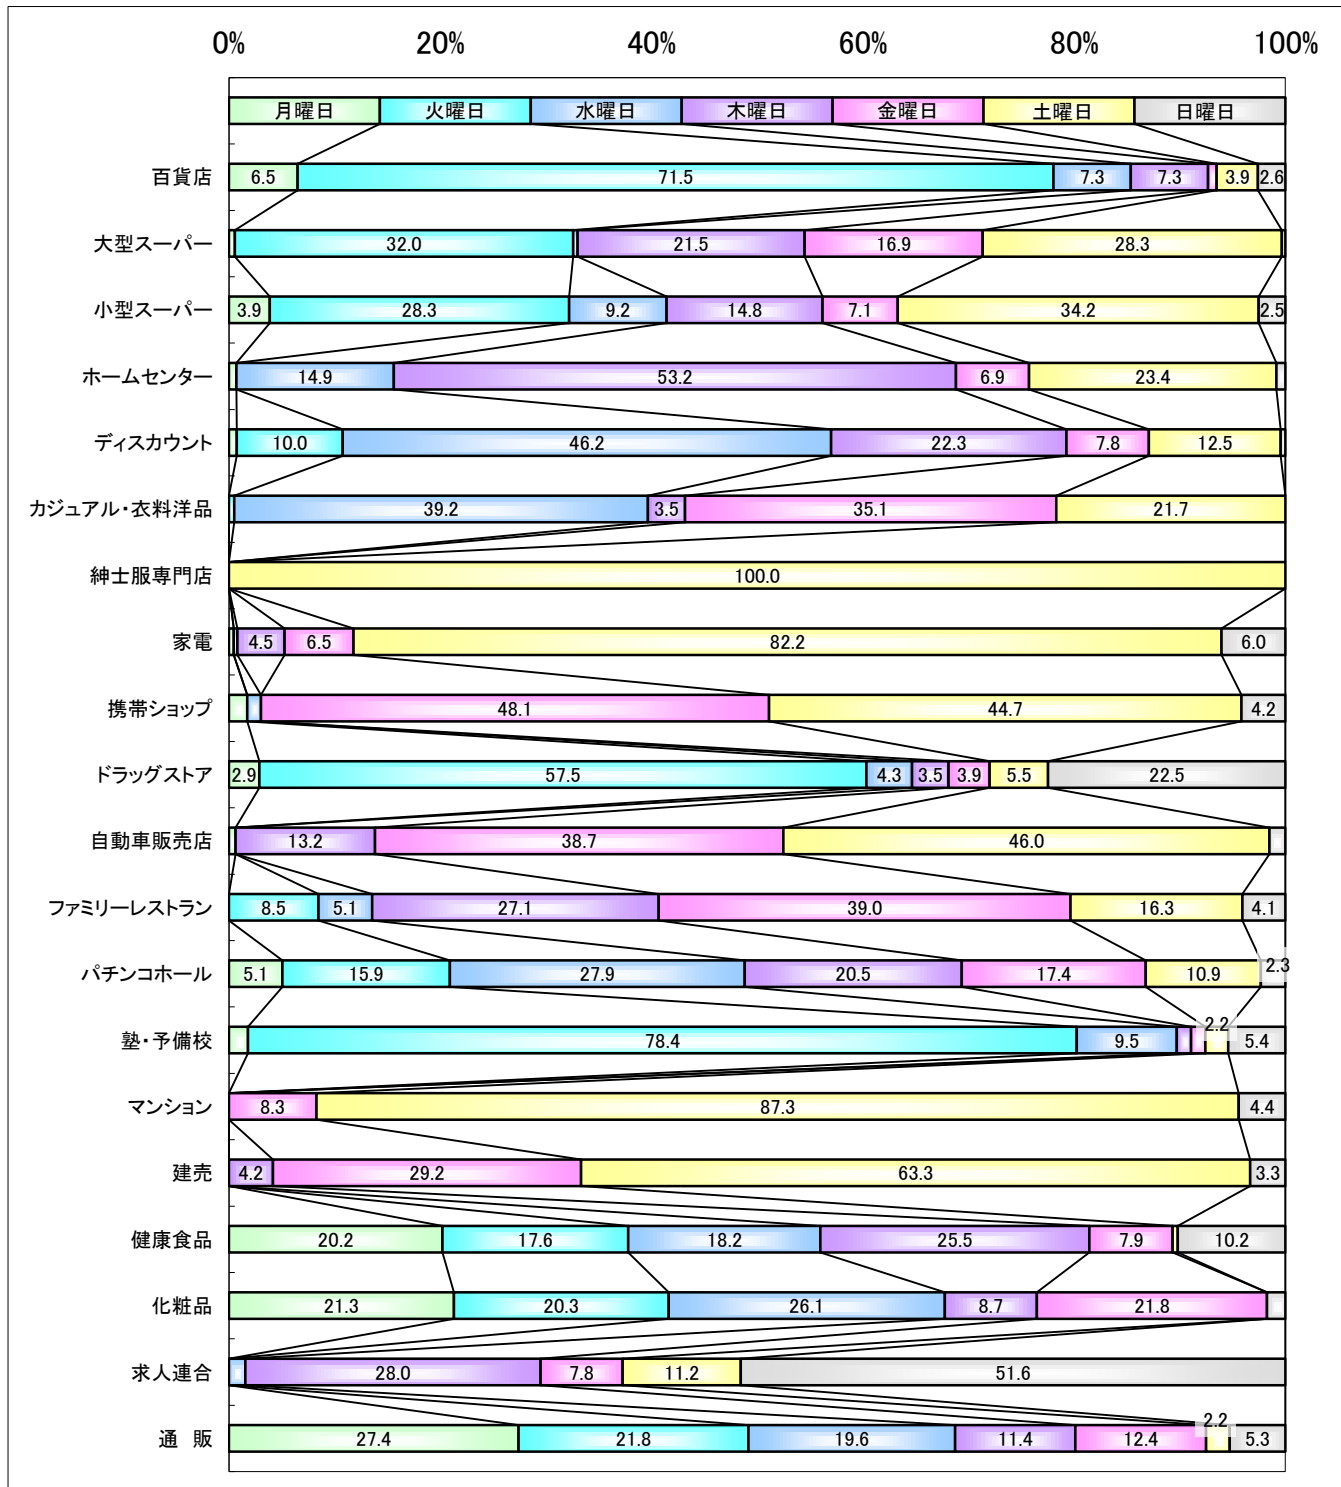 0% 20% 40% 60% 80% 100%
月曜日 火曜日 水曜日 木曜日 金曜日 土曜日 日曜日
百貨店 6.5 71.5 7.3 7.3 3.9 2.6
大型スーパー 32.0 21.5 16.9 28.3
小型スーパー 3.9 28.3 9.2 14.8 7.1 34.2 2.5
ホームセンター 14.9 53.2 6.9 23.4
ディスカウント 10.0 46.2 22.3 7.8 12.5
カジュアル・衣料洋品 39.2 3.5 35.1 21.7
紳士服専門店 100.0
家電 4.5 6.5 82.2 6.0
携帯ショップ 48.1 44.7 4.2
ドラッグストア 2.9 57.5 4.3 3.5 3.9 5.5 22.5
自動車販売店 13.2 38.7 46.0
ファミリーレストラン 8.5 5.1 27.1 39.0 16.3 4.1
パチンコホール 5.1 15.9 27.9 20.5 17.4 10.9 2.3
塾・予備校 78.4 9.5 2.2 5.4
マンション 8.3 87.3 4.4
建売 4.2 29.2 63.3 3.3
健康食品 20.2 17.6 18.2 25.5 7.9 10.2
化粧品 21.3 20.3 26.1 8.7 21.8
求人連合 28.0 7.8 11.2 51.6
通 販 27.4 21.8 19.6 11.4 12.4 2.2 5.3